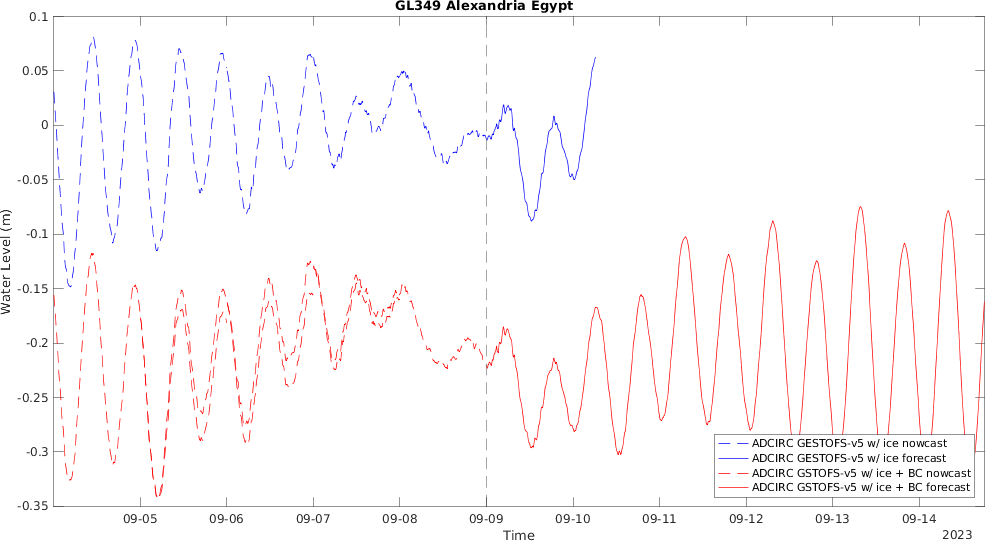 GL349 Alexandria Egypt
0.1
0.05
0
-0.05
-0.1
-0.15
-0.2
-0.25
-0.3
-0.35
Water Level (m)
ADCIRC GESTOFS-v5 w/ ice nowcast
ADCIRC GESTOFS-v5 w/ ice forecast
ADCIRC GSTOFS-v5 w/ ice + BC nowcast
ADCIRC GSTOFS-v5 w/ ice + BC forecast
09-05 09-06 09-07 09-08 09-09 09-10 09-11 09-12 09-13 09-14
Time
2023